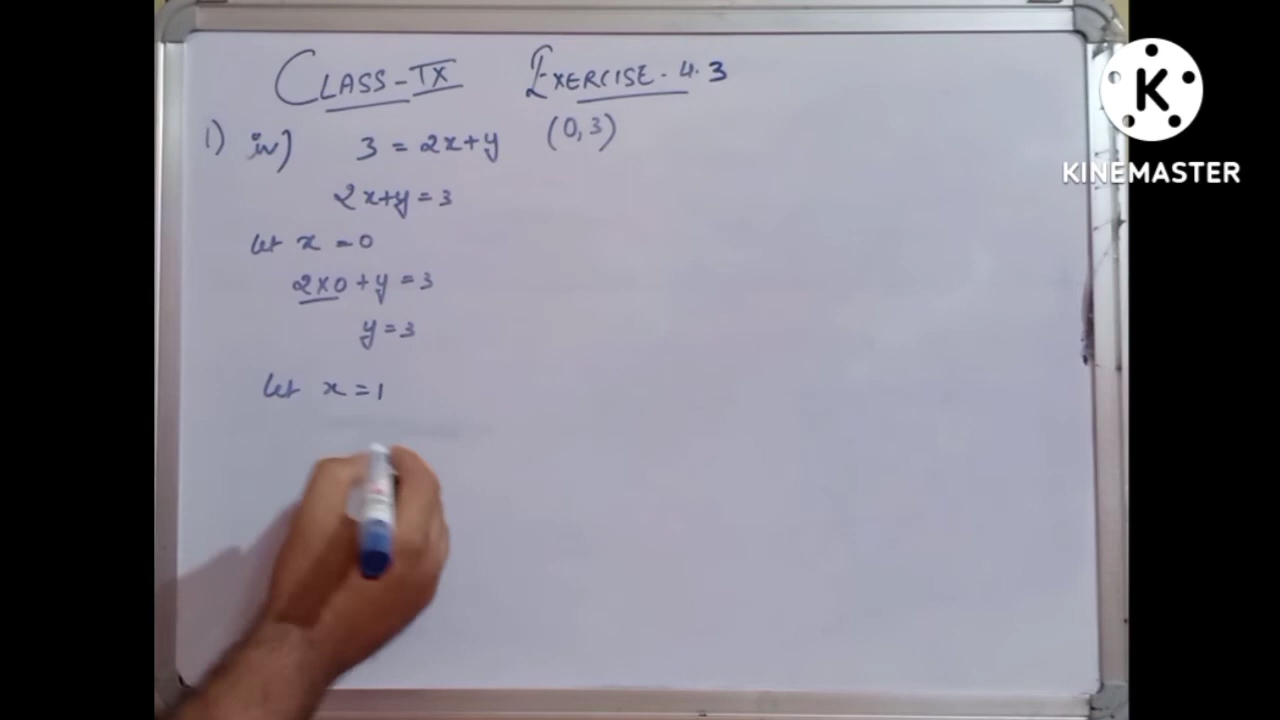 CLASS-IX EXERCISE-4.3
1) iv) 3 = 2x+y (0,3)
2x+y=3
let x=0
2x0+y=3
y=3
let x=1
K
KINEMASTER